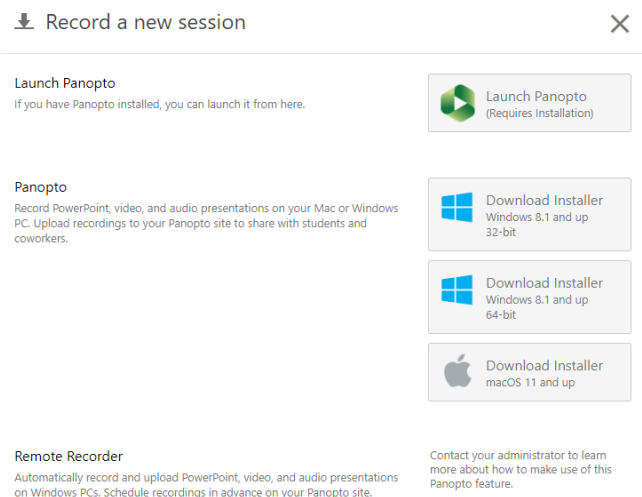 Record a new session
Launch Panopto
If you have Panopto installed, you can launch it from here.
Launch Panopto
(Requires Installation)
Panopto
Record PowerPoint, video, and audio presentations on your Mac or Windows
PC. Upload recordings to your Panopto site to share with students and
coworkers.
Download Installer
Windows 8.1 and up
32-bit
Download Installer
Windows 8.1 and up
64-bit
Download Installer
macOS 11 and up
Remote Recorder
Automatically record and upload PowerPoint, video, and audio presentations
on Windows PCs. Schedule recordings in advance on your Panopto site.
Contact your administrator to learn
more about how to make use of this
Panopto feature.